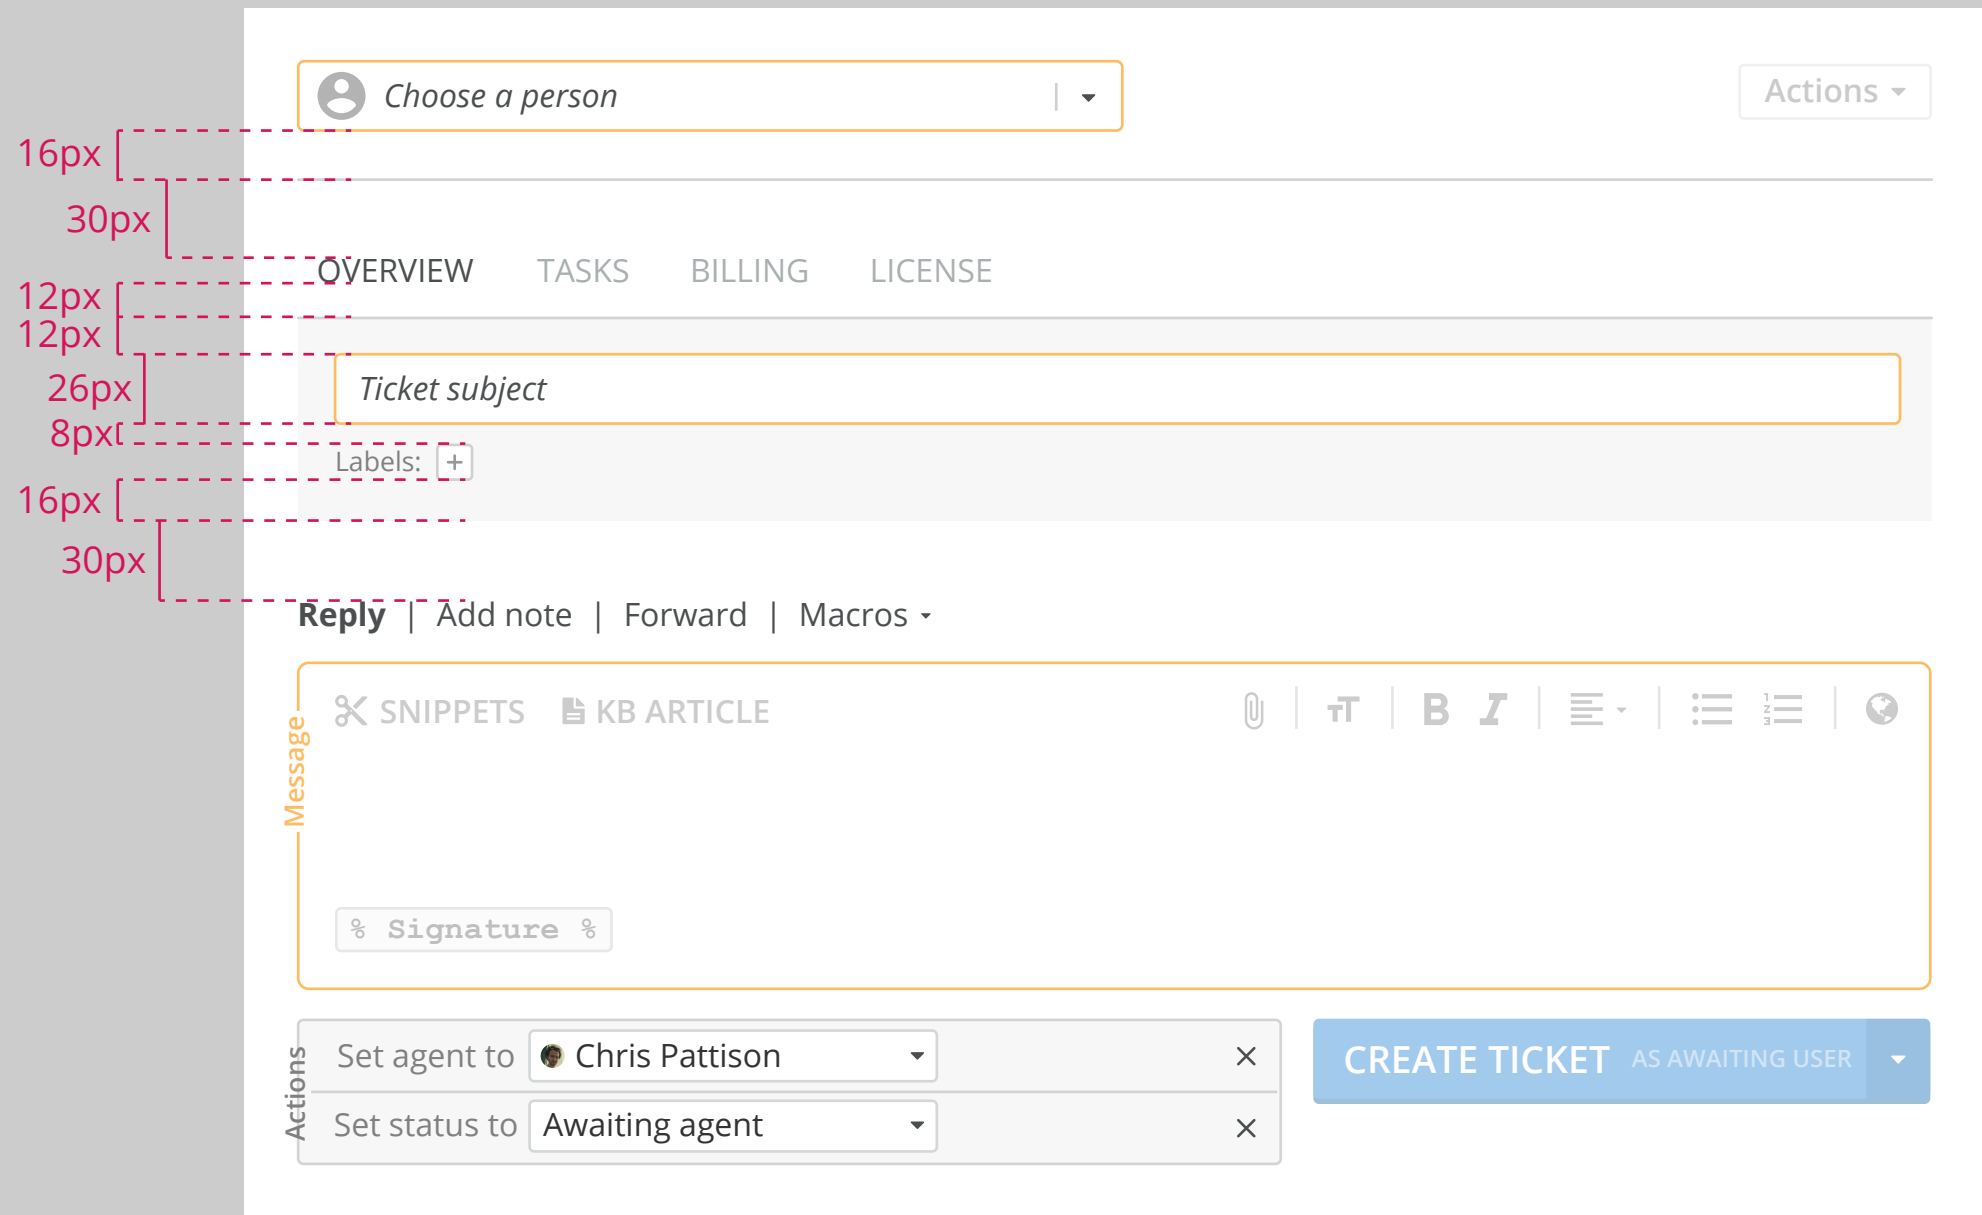 Choose a person
Actions
16px
30px
OVERVIEW TASKS BILLING LICENSE
12px
12px
26px
Ticket subject
8px
Labels: +
16px
30px
Reply | Add note | Forward | Macros
Message
SNIPPETS KB ARTICLE
% Signature %
Actions
Set agent to Chris Pattison
Set status to Awaiting agent
CREATE TICKET AS AWAITING USER